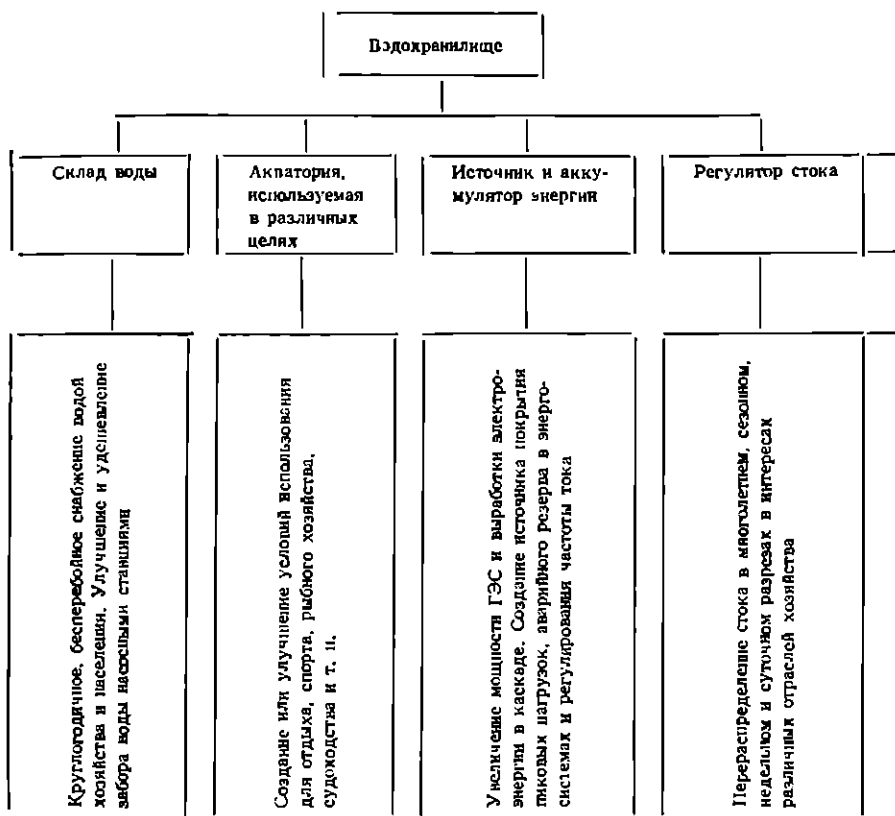 Водохранилище
Склад воды
Акватория,
используемая
в различных
целях
Источник и акку-
мулятор энергии
Регулятор стока
Круглогодичное, бесперебойное снабжение водой
хозяйства и населения. Улучшение и удешевление
забора воды насосными станциями
Создание или улучшение условий использования
для отдыха, спорта, рыбного хозяйства,
судоходства и т. п.
Увеличение мощности ГЭС и выработки электро-
энергии в каскаде. Создание источника покрытия
пиковых нагрузок, аварийного резерва в энерго-
системах и регулирования частоты тока
Перераспределение стока в многолетнем, сезонном,
недельном и суточном разрезах в интересах
различных отраслей хозяйства